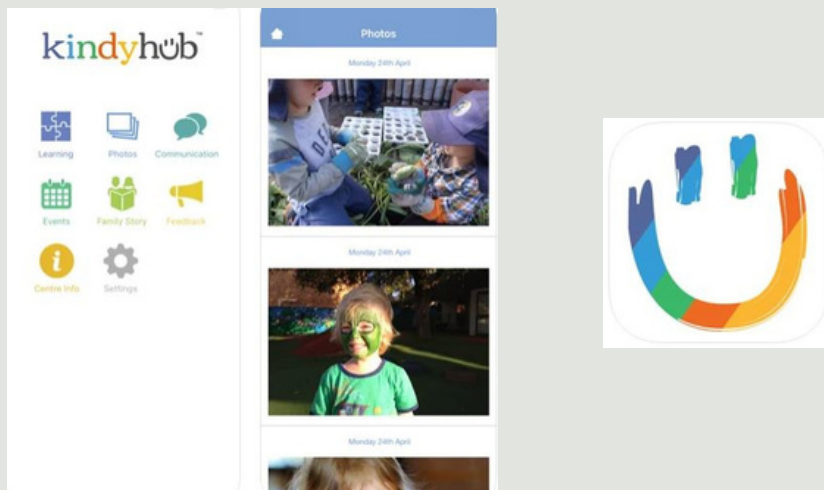 kindyhub™
Learning
Photos
Communication
Events
Family Story
Feedback
Centre Info
Settings
Photos
Monday 24th April
Monday 24th April
Monday 24th April